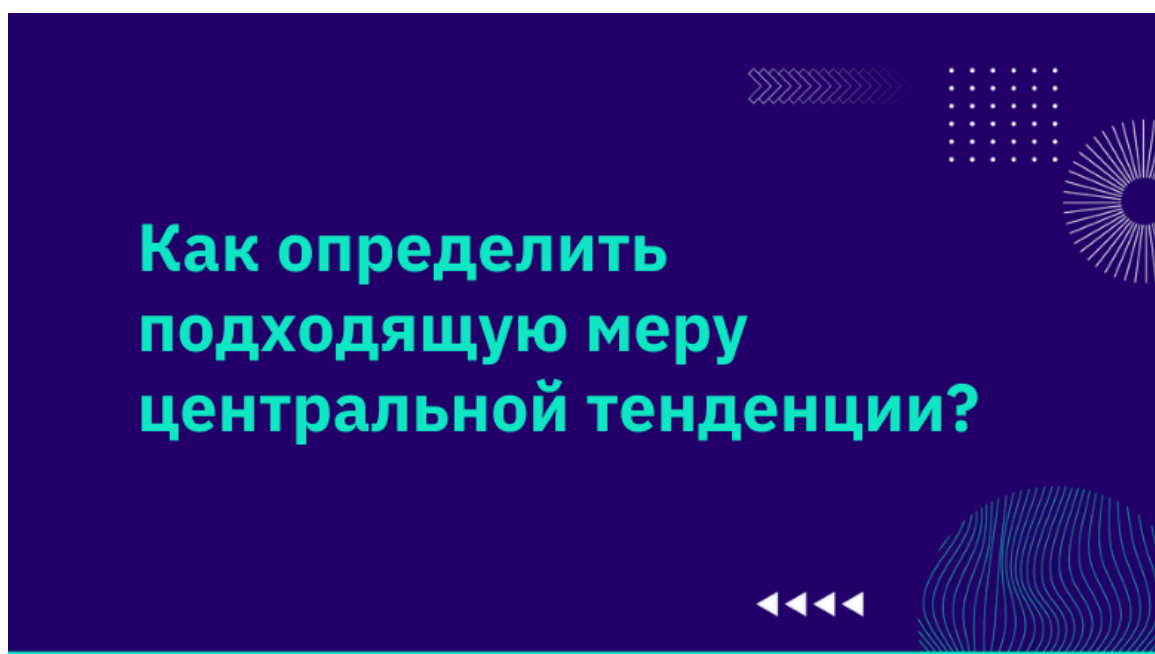 Как определить
подходящую меру
центральной тенденции?